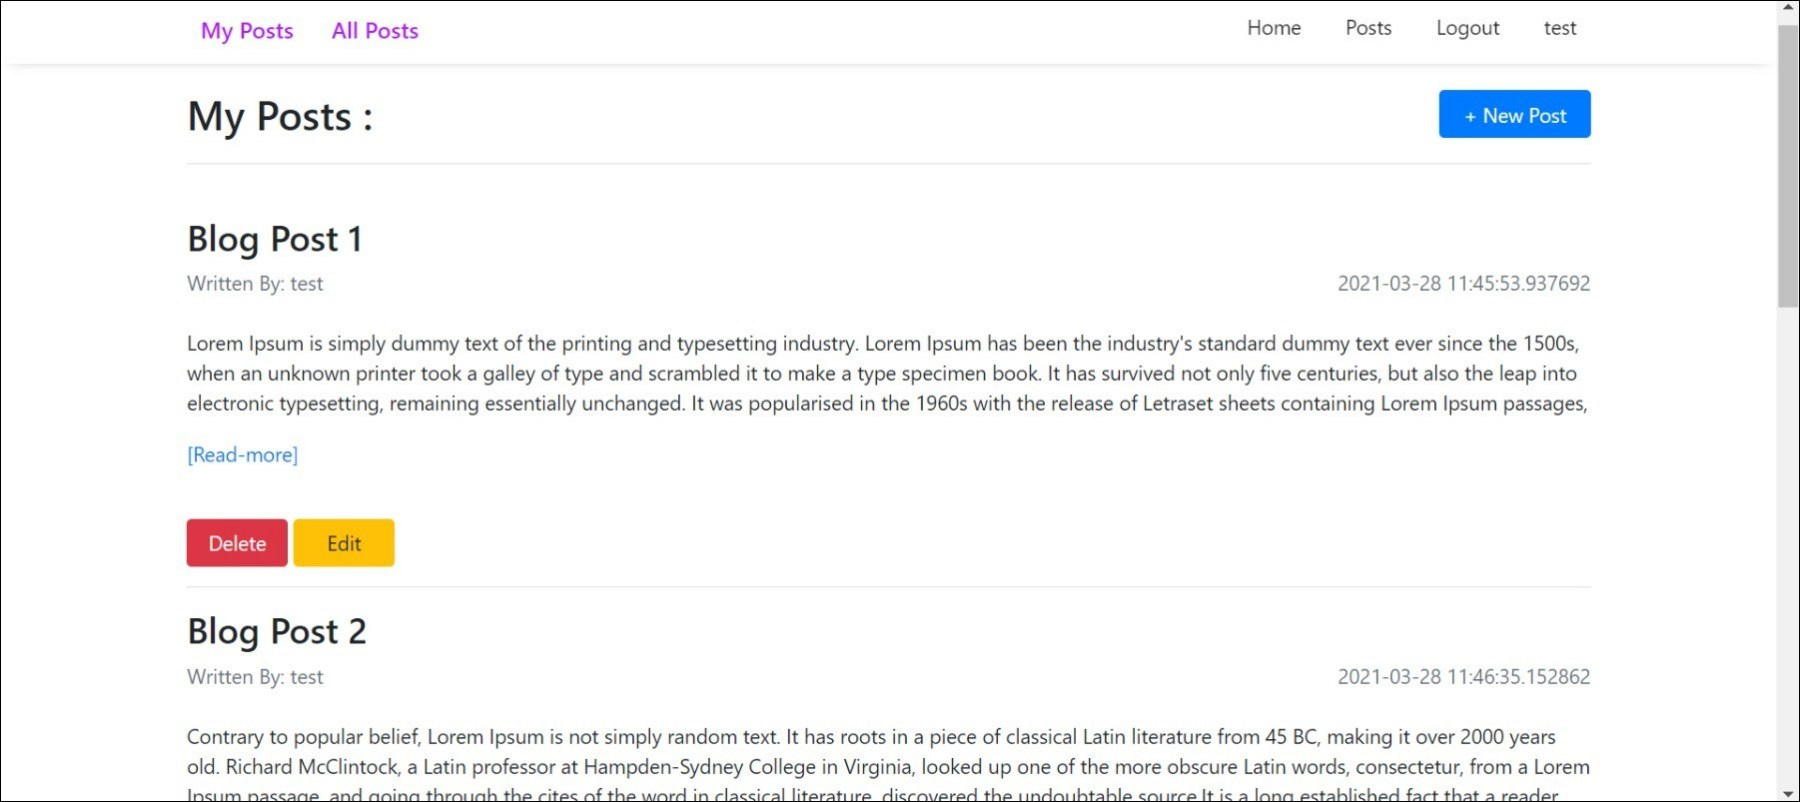 My Posts All Posts Home Posts Logout test
My Posts :
+ New Post
Blog Post 1
Written By: test 2021-03-28 11:45:53.937692
Lorem Ipsum is simply dummy text of the printing and typesetting industry. Lorem Ipsum has been the industry's standard dummy text ever since the 1500s,
when an unknown printer took a galley of type and scrambled it to make a type specimen book. It has survived not only five centuries, but also the leap into
electronic typesetting, remaining essentially unchanged. It was popularised in the 1960s with the release of Letraset sheets containing Lorem Ipsum passages,
[Read-more]
Delete Edit
Blog Post 2
Written By: test 2021-03-28 11:46:35.152862
Contrary to popular belief, Lorem Ipsum is not simply random text. It has roots in a piece of classical Latin literature from 45 BC, making it over 2000 years
old. Richard McClintock, a Latin professor at Hampden-Sydney College in Virginia, looked up one of the more obscure Latin words, consectetur, from a Lorem
Ipsum passage, and going through the cites of the word in classical literature, discovered the undoubtable source.It is a long established fact that a reader